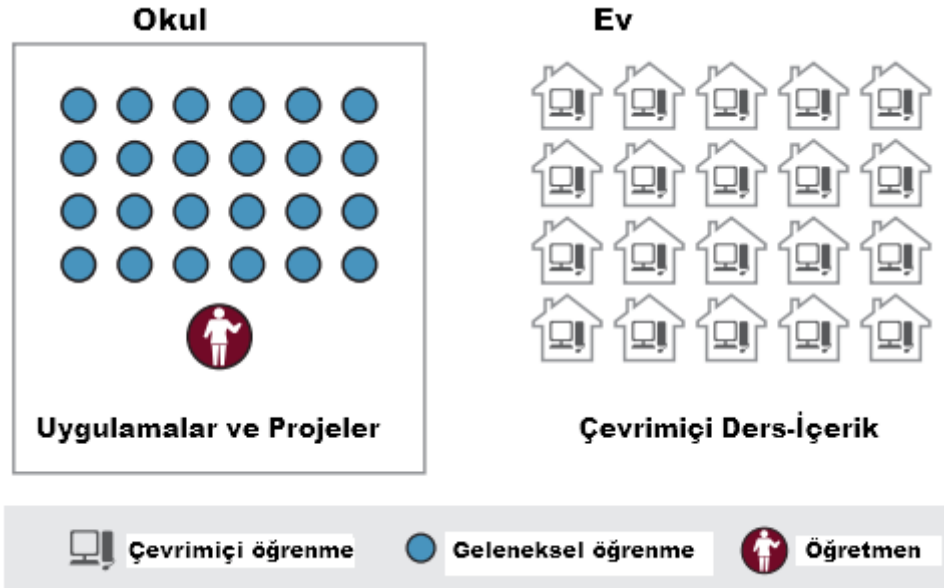 Okul
Ev
Uygulamalar ve Projeler
Çevrimiçi Ders-İçerik
Çevrimiçi öğrenme
Geleneksel öğrenme
Öğretmen